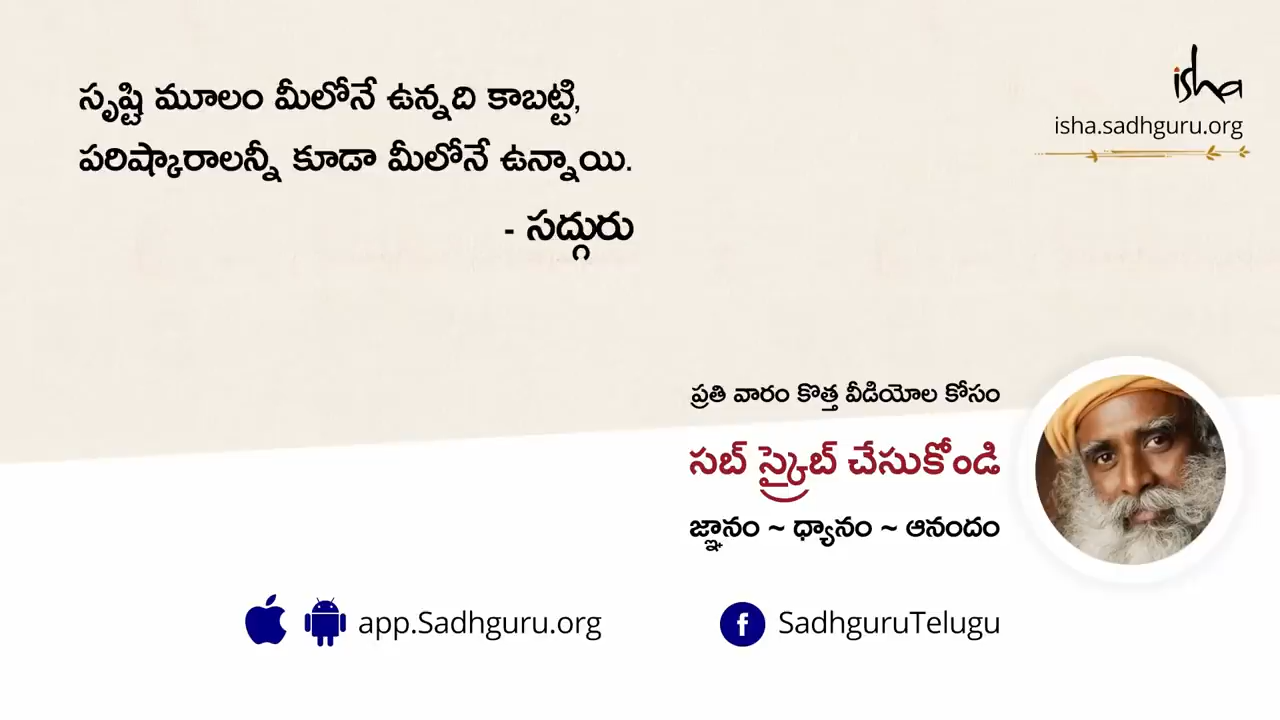 సృష్టి మూలం మీలోనే ఉన్నది కాబట్టి,
పరిష్కారాలన్నీ కూడా మీలోనే ఉన్నాయి.
- సద్గురు
isha
isha.sadhguru.org
ప్రతి వారం కొత్త వీడియోల కోసం
సబ్ స్క్రైబ్ చేసుకోండి
జ్ఞానం ~ ధ్యానం ~ ఆనందం
app.Sadhguru.org
SadhguruTelugu